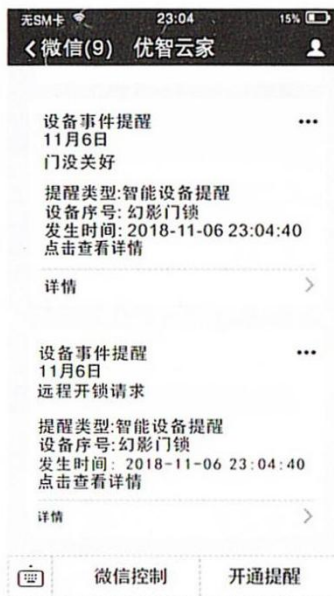 无SM卡 23:04 15%
微信(9) 优智云家
设备事件提醒
11月6日
门没关好
提醒类型:智能设备提醒
设备序号:幻影门锁
发生时间:2018-11-06 23:04:40
点击查看详情
详情
设备事件提醒
11月6日
远程开锁请求
提醒类型:智能设备提醒
设备序号:幻影门锁
发生时间: 2018-11-06 23:04:40
点击查看详情
详情
微信控制 开通提醒